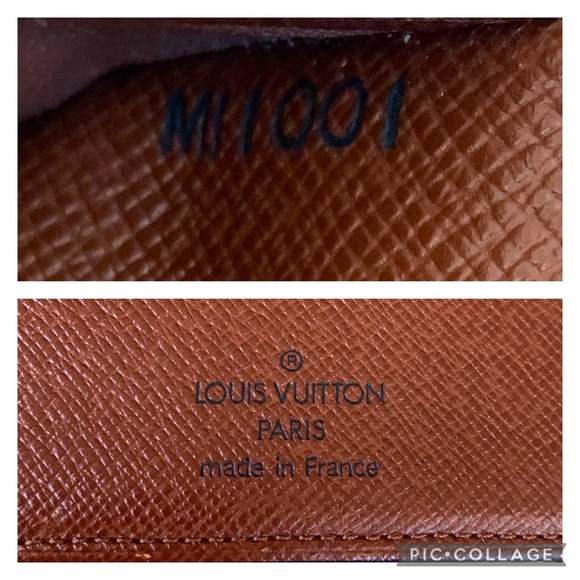 MI1001
®
LOUIS VUITTON
PARIS
made in France
PIC•COLLAGE